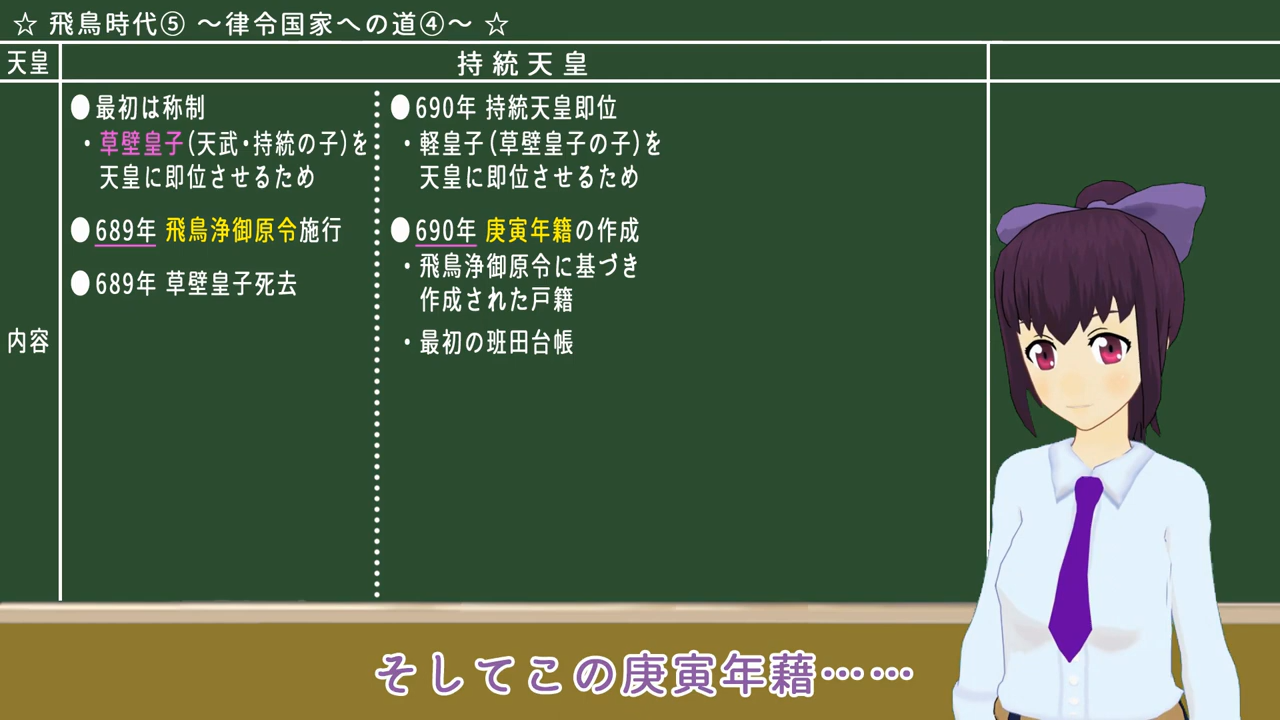 ☆ 飛鳥時代⑤ ～律令国家への道④～ ☆
天皇
持統天皇
内容
●最初は称制
・草壁皇子(天武・持統の子)を
天皇に即位させるため
●689年 飛鳥浄御原令施行
●689年 草壁皇子死去
●690年 持統天皇即位
・軽皇子(草壁皇子の子)を
天皇に即位させるため
●690年 庚寅年籍の作成
・飛鳥浄御原令に基づき
作成された戸籍
・最初の班田台帳
そしてこの庚寅年藉……